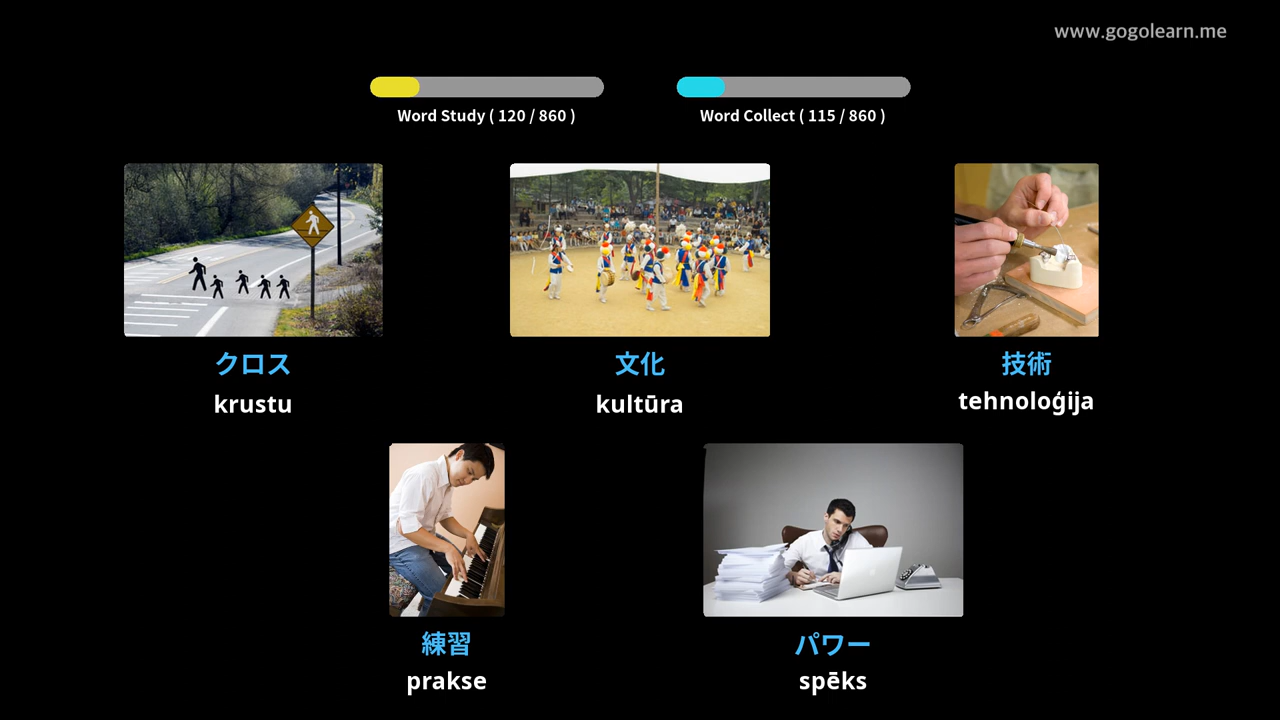 www.gogolearn.me
Word Study ( 120 / 860 )
Word Collect ( 115 / 860 )
クロス
krustu
文化
kultūra
技術
tehnoloģija
練習
prakse
パワー
spēks